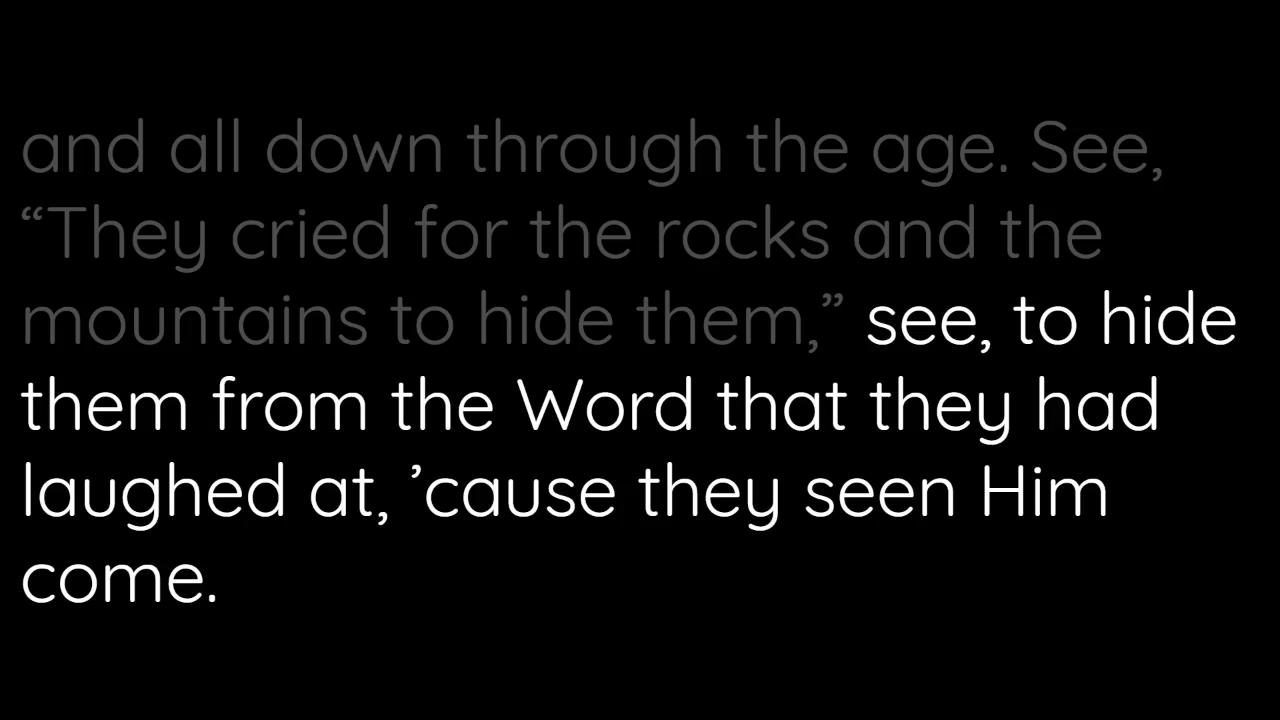 and all down through the age. See,
“They cried for the rocks and the
mountains to hide them,” see, to hide
them from the Word that they had
laughed at, ’cause they seen Him
come.